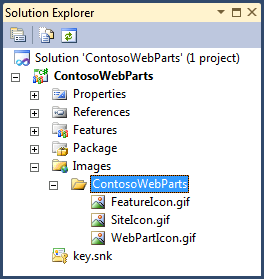 Solution Explorer
Solution 'ContosoWebParts' (1 project)
ContosoWebParts
Properties
References
Features
Package
Images
ContosoWebParts
FeatureIcon.gif
SiteIcon.gif
WebPartIcon.gif
key.snk